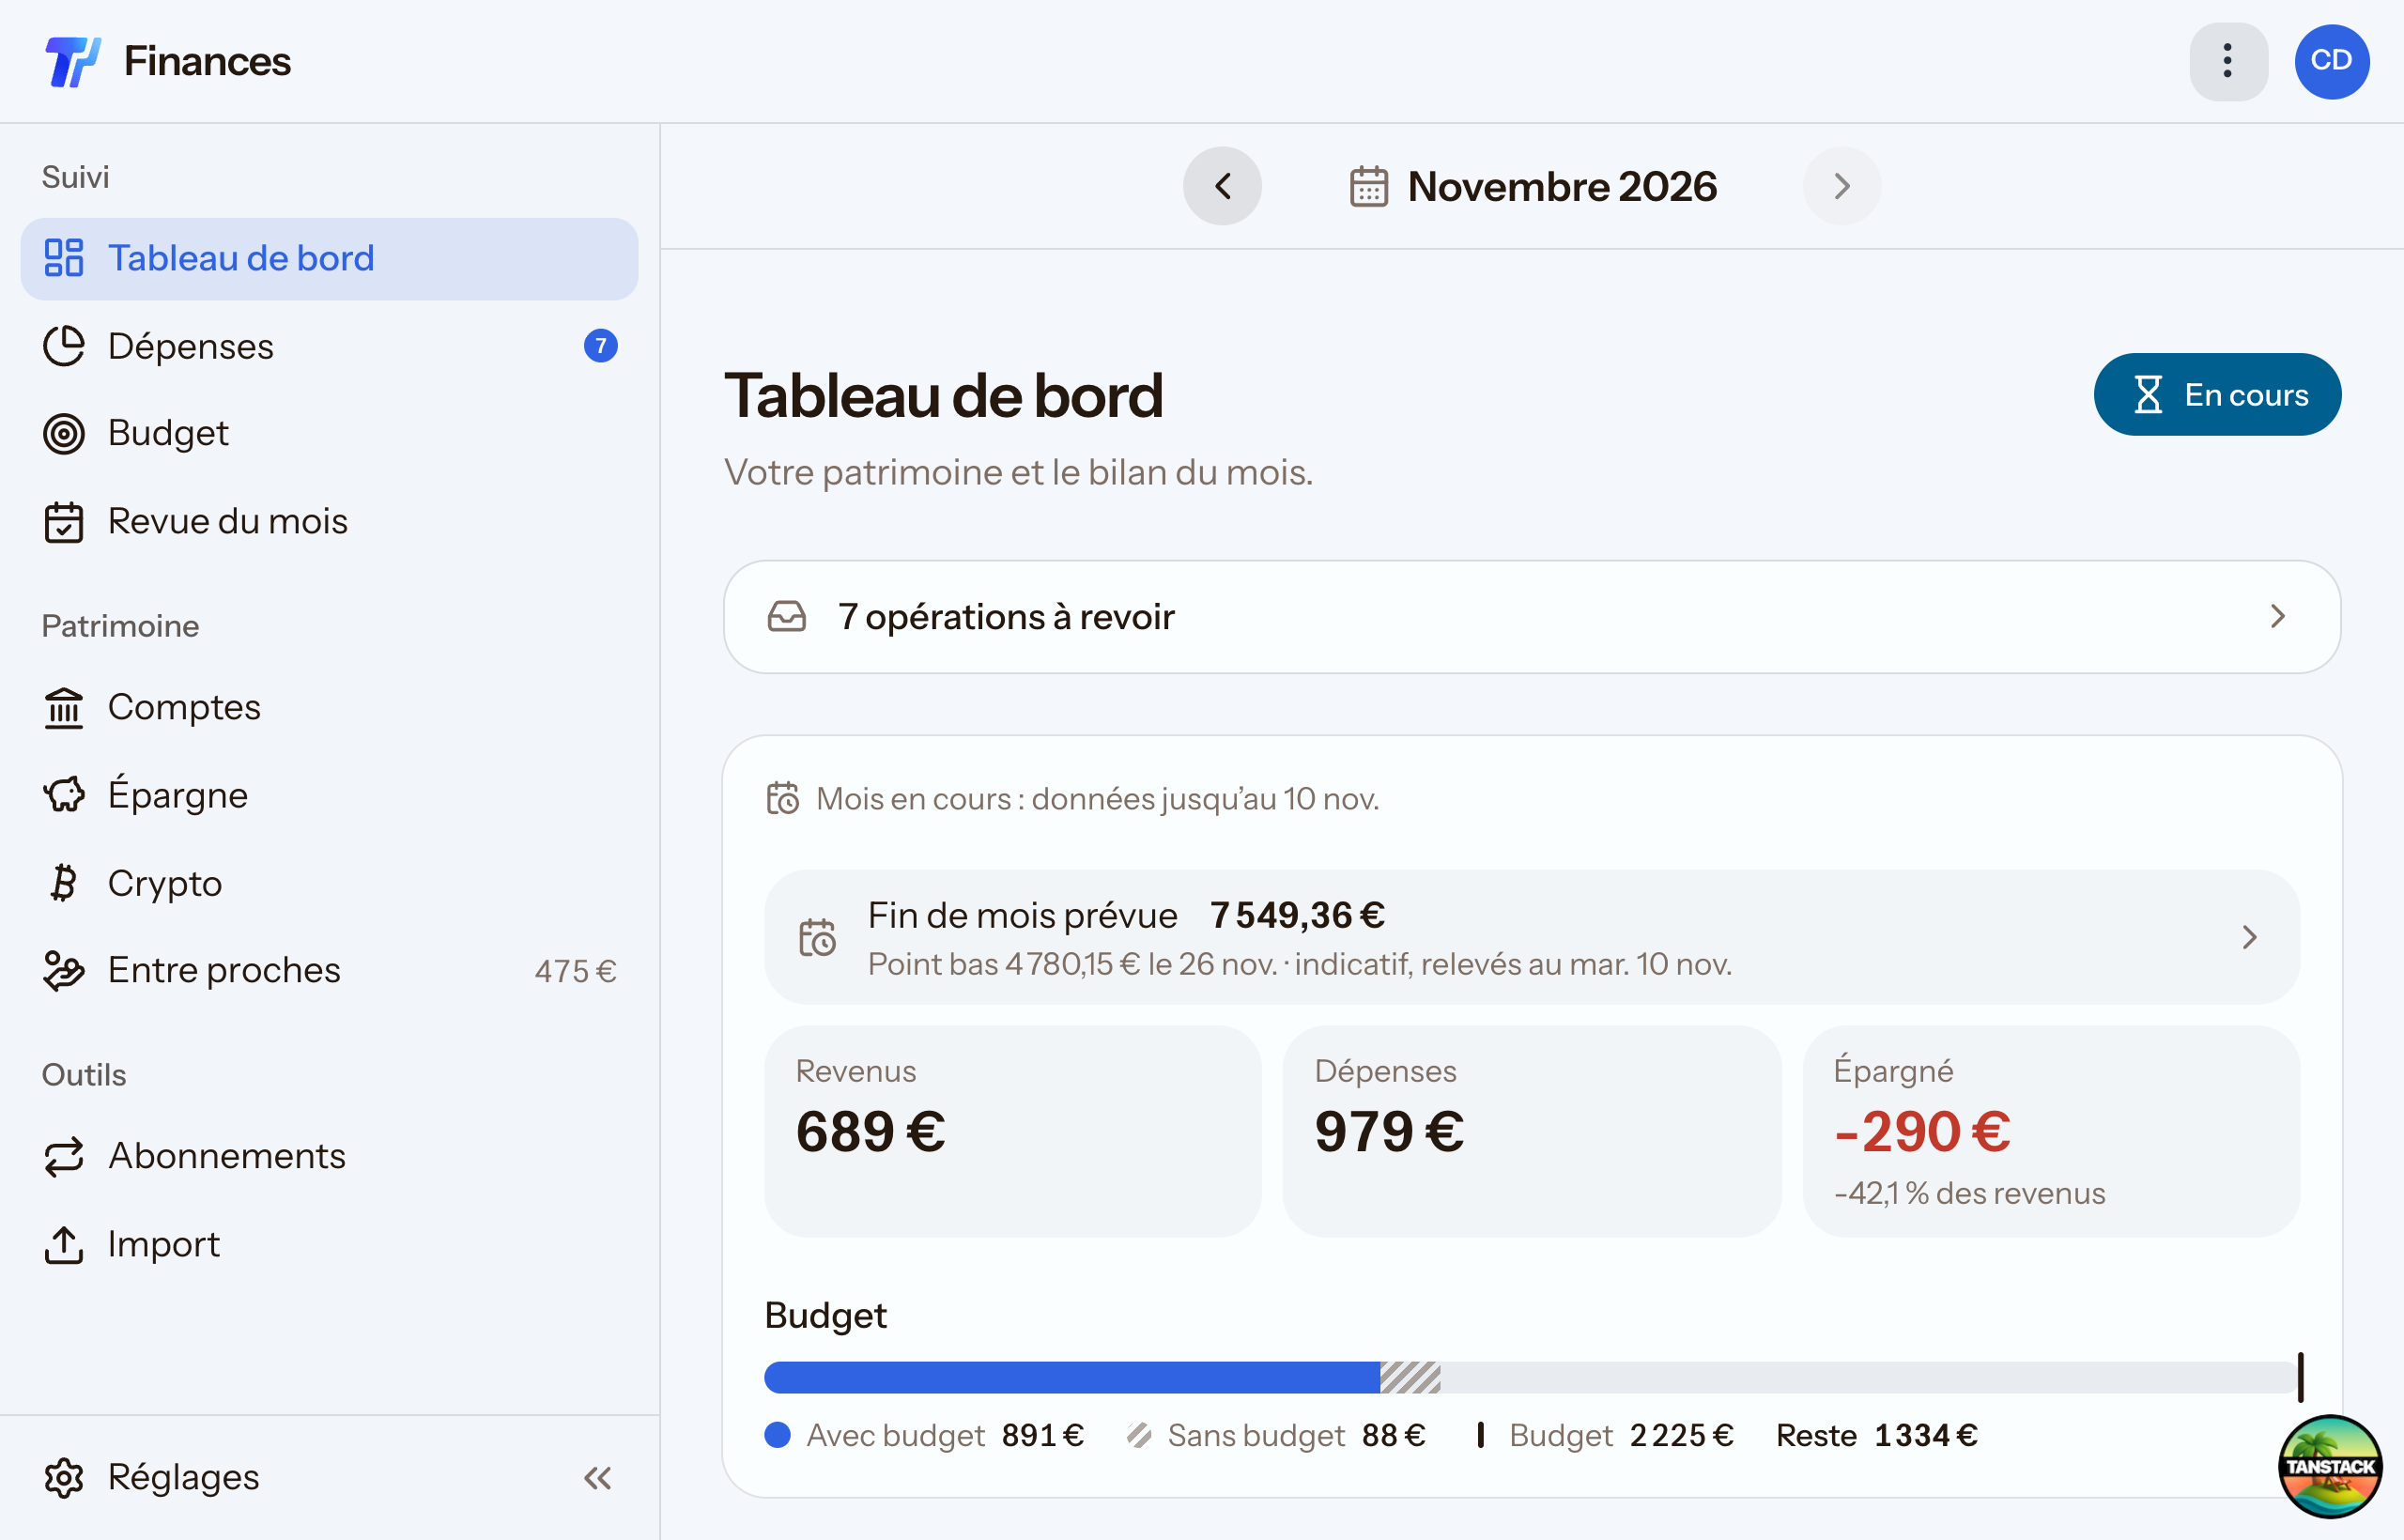 Finances
CD
Suivi
Tableau de bord
Dépenses 7
Budget
Revue du mois
Patrimoine
Comptes
Épargne
Crypto
Entre proches 475 €
Outils
Abonnements
Import
Réglages
Novembre 2026
Tableau de bord
En cours
Votre patrimoine et le bilan du mois.
7 opérations à revoir
Mois en cours : données jusqu’au 10 nov.
Fin de mois prévue 7 549,36 €
Point bas 4 780,15 € le 26 nov. · indicatif, relevés au mar. 10 nov.
Revenus
689 €
Dépenses
979 €
Épargné
-290 €
-42,1 % des revenus
Budget
Avec budget 891 € Sans budget 88 € Budget 2 225 € Reste 1 334 €
TANSTACK